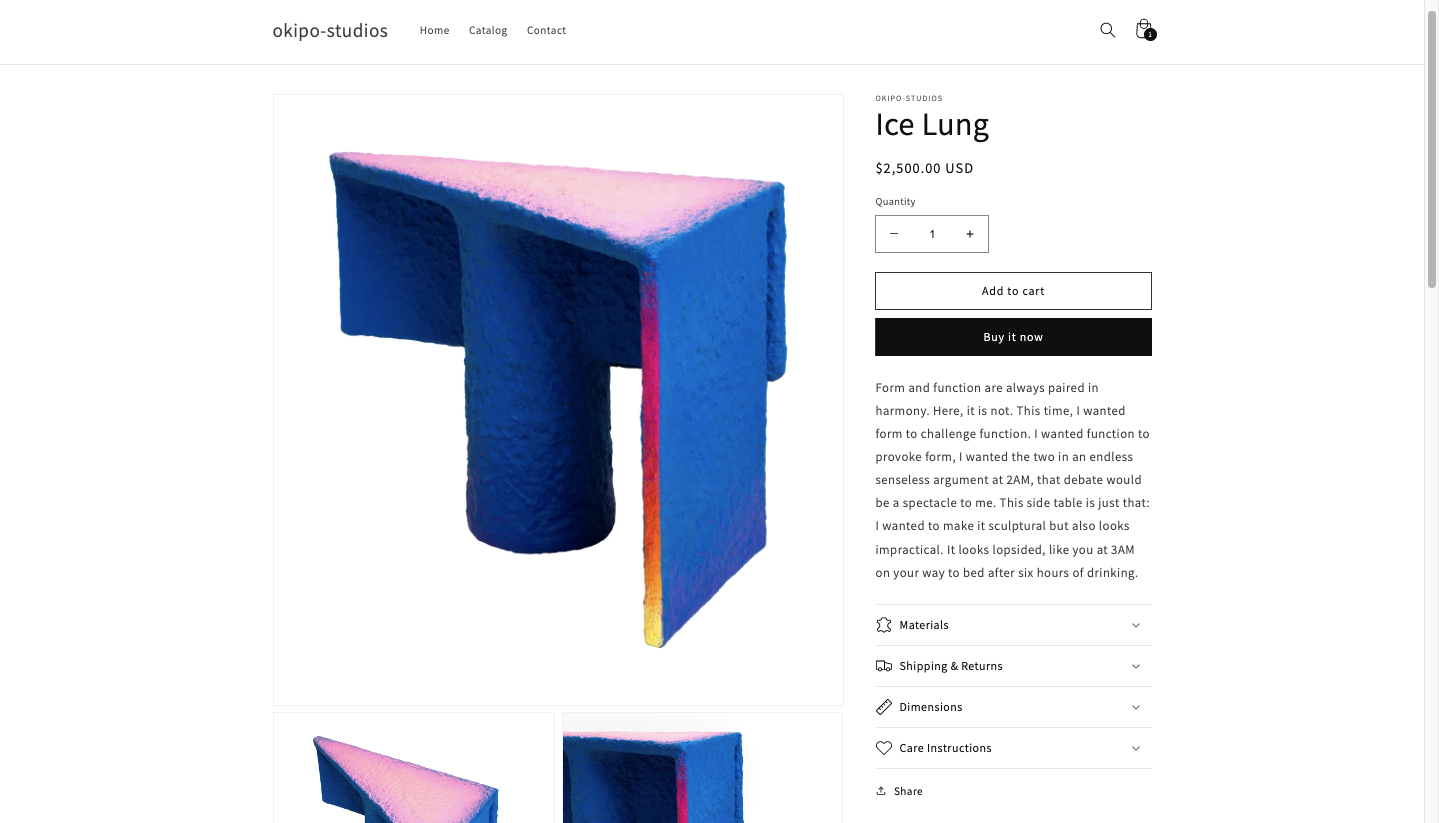 okipo-studios
Home
Catalog
Contact
1
OKIPO-STUDIOS
Ice Lung
$2,500.00 USD
Quantity
− 1 +
Add to cart
Buy it now
Form and function are always paired in
harmony. Here, it is not. This time, I wanted
form to challenge function. I wanted function to
provoke form, I wanted the two in an endless
senseless argument at 2AM, that debate would
be a spectacle to me. This side table is just that:
I wanted to make it sculptural but also looks
impractical. It looks lopsided, like you at 3AM
on your way to bed after six hours of drinking.
Materials
Shipping & Returns
Dimensions
Care Instructions
Share